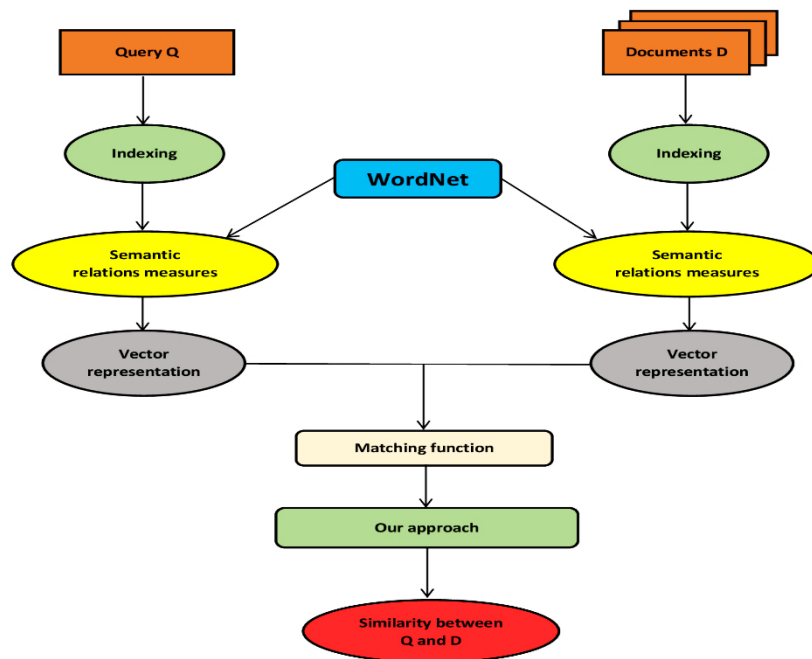 Query Q
Documents D
Indexing
Indexing
WordNet
Semantic
relations measures
Semantic
relations measures
Vector
representation
Vector
representation
Matching function
Our approach
Similarity between
Q and D